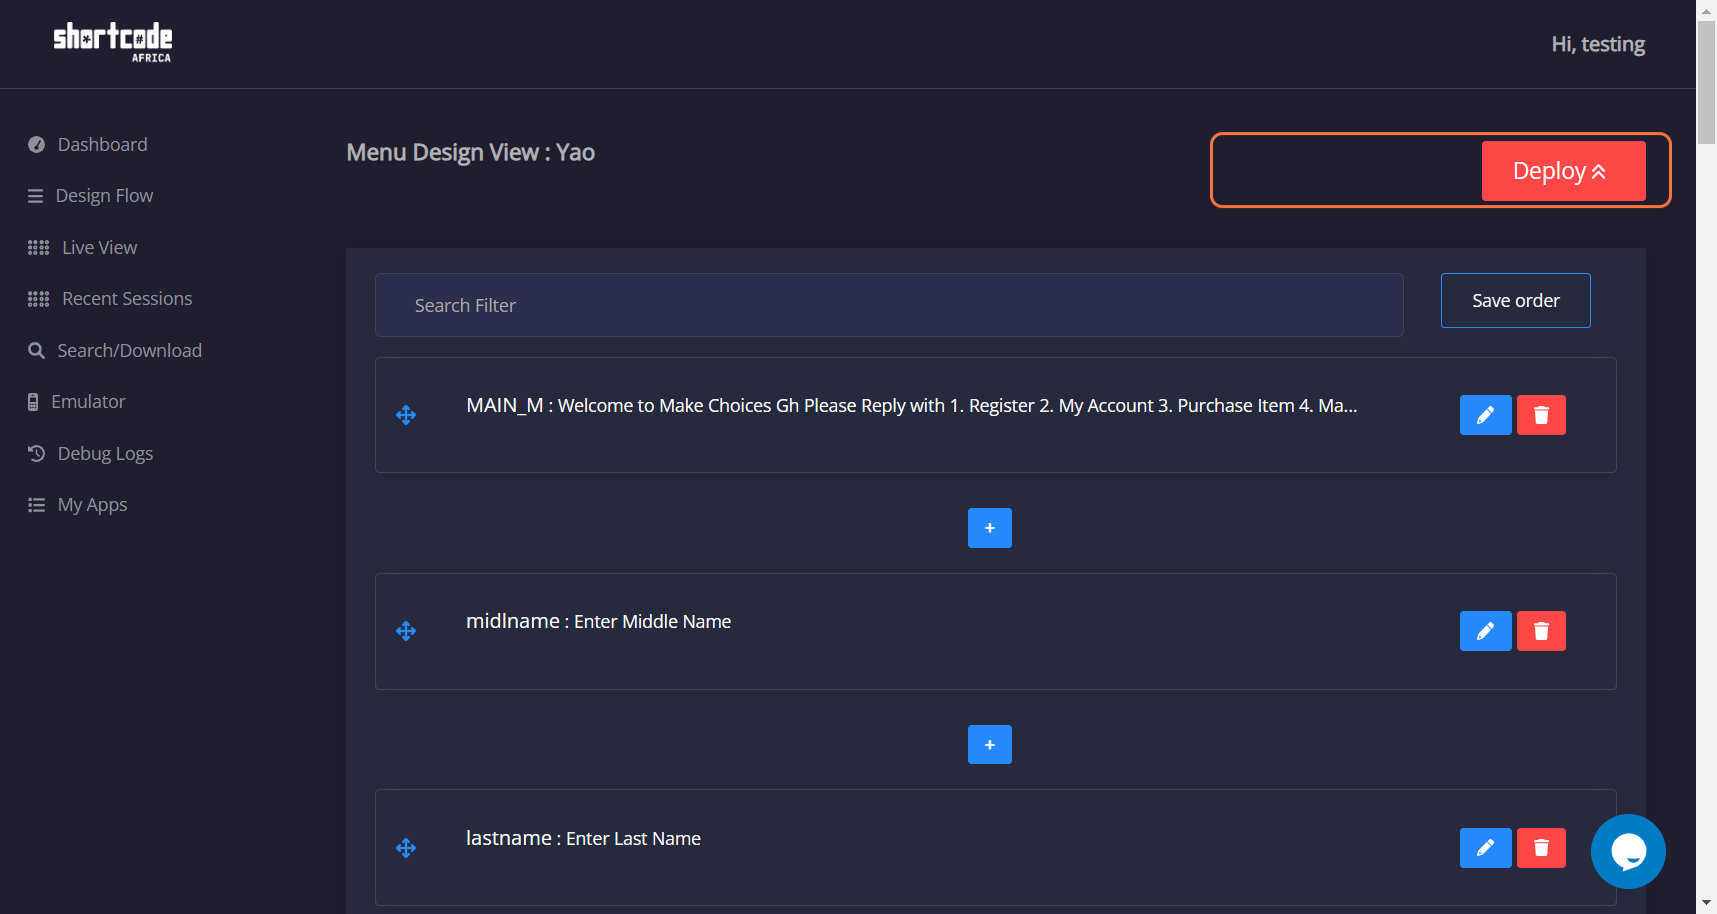 shortcode
AFRICA
Hi, testing
Dashboard
Design Flow
Live View
Recent Sessions
Search/Download
Emulator
Debug Logs
My Apps
Menu Design View : Yao
Deploy
Search Filter
Save order
MAIN_M : Welcome to Make Choices Gh Please Reply with 1. Register 2. My Account 3. Purchase Item 4. Ma...
+
midlname : Enter Middle Name
+
lastname : Enter Last Name